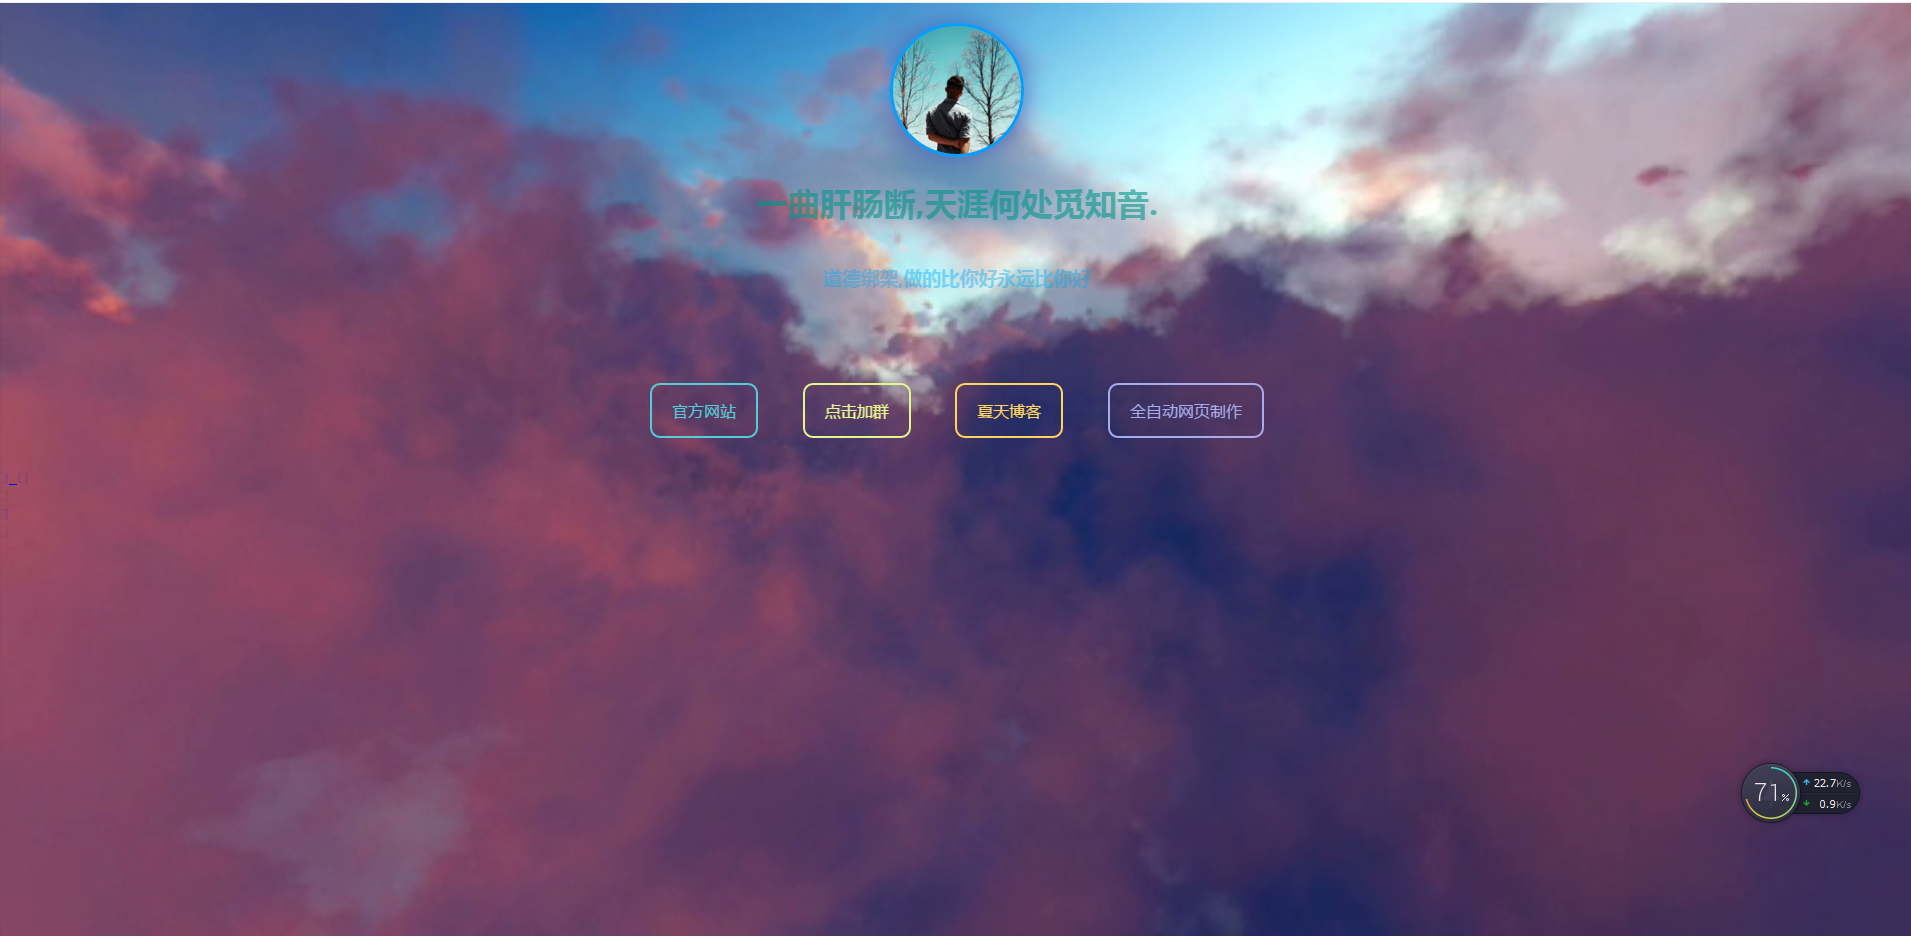 一曲肝肠断,天涯何处觅知音.
道德绑架,做的比你好永远比你好
官方网站 点击加群 夏天博客 全自动网页制作
71%
↑ 22.7K/s
↓ 0.9K/s